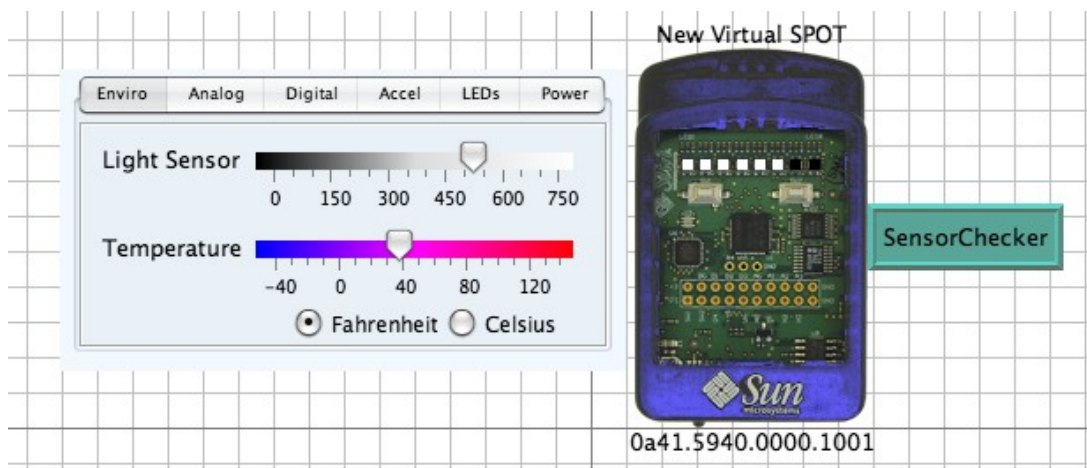 New Virtual SPOT
Enviro Analog Digital Accel LEDs Power
Light Sensor
0 150 300 450 600 750
Temperature
-40 0 40 80 120
Fahrenheit Celsius
SensorChecker
Sun
microsystems
0a41.5940.0000.1001